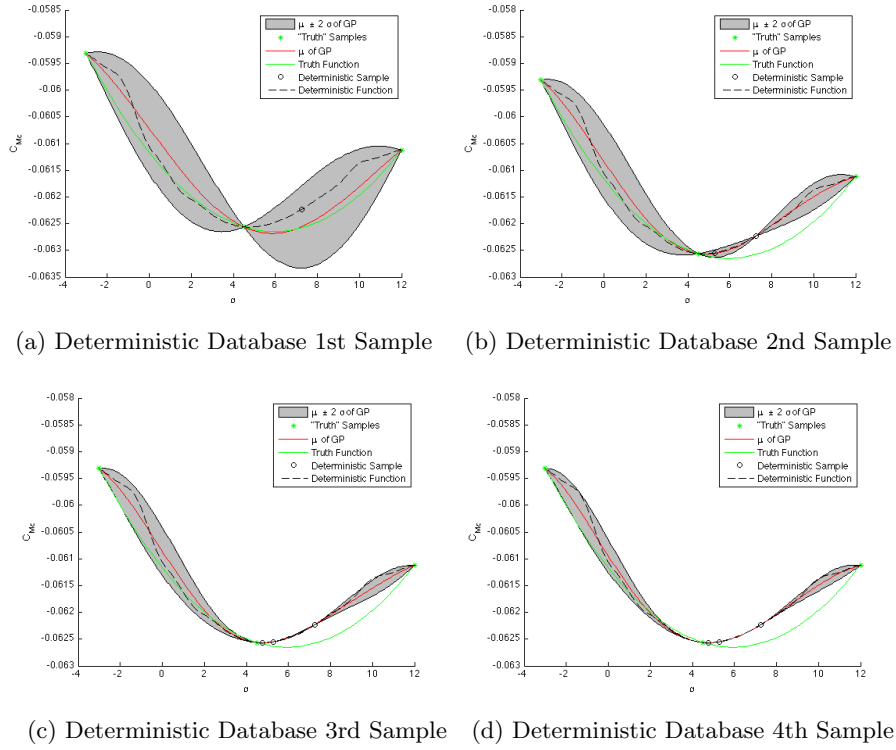 -0.0585
-0.059
-0.0595
-0.06
-0.0605
-0.061
-0.0615
-0.062
-0.0625
-0.063
-0.0635
C_Mc
-4 -2 0 2 4 6 8 10 12
ø
μ ± 2 σ of GP
"Truth" Samples
μ of GP
Truth Function
Deterministic Sample
Deterministic Function
(a) Deterministic Database 1st Sample
-0.058
-0.0585
-0.059
-0.0595
-0.06
-0.0605
-0.061
-0.0615
-0.062
-0.0625
-0.063
C_Mc
-4 -2 0 2 4 6 8 10 12
ø
μ ± 2 σ of GP
"Truth" Samples
μ of GP
Truth Function
Deterministic Sample
Deterministic Function
(b) Deterministic Database 2nd Sample
-0.058
-0.0585
-0.059
-0.0595
-0.06
-0.0605
-0.061
-0.0615
-0.062
-0.0625
-0.063
C_Mc
-4 -2 0 2 4 6 8 10 12
ø
μ ± 2 σ of GP
"Truth" Samples
μ of GP
Truth Function
Deterministic Sample
Deterministic Function
(c) Deterministic Database 3rd Sample
-0.058
-0.0585
-0.059
-0.0595
-0.06
-0.0605
-0.061
-0.0615
-0.062
-0.0625
-0.063
C_Mc
-4 -2 0 2 4 6 8 10 12
ø
μ ± 2 σ of GP
"Truth" Samples
μ of GP
Truth Function
Deterministic Sample
Deterministic Function
(d) Deterministic Database 4th Sample